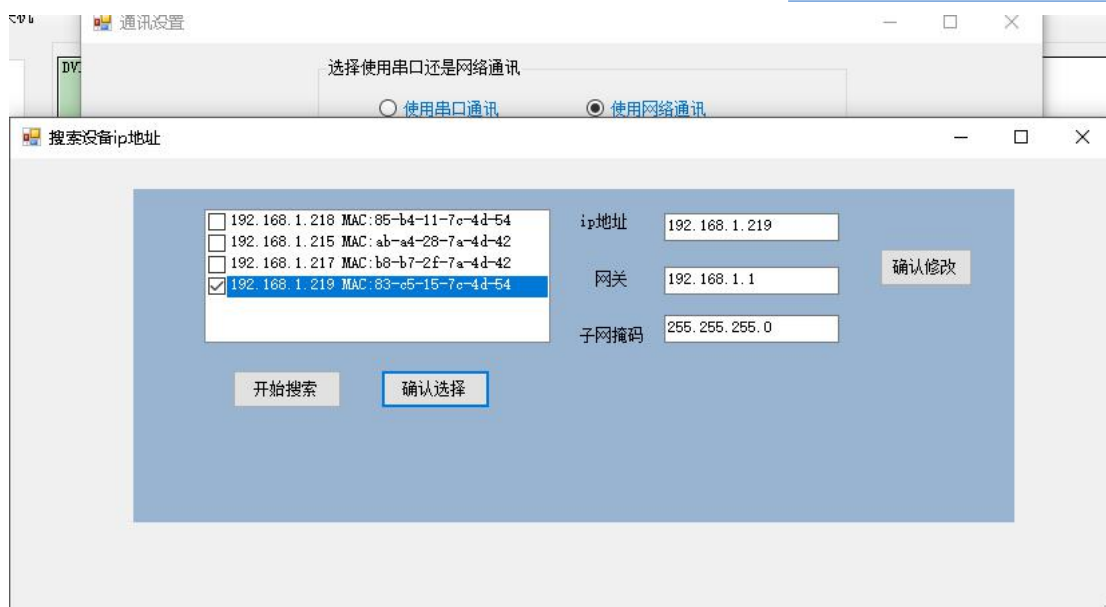 通讯设置
DV
选择使用串口还是网络通讯
使用串口通讯
使用网络通讯
搜索设备ip地址
192.168.1.218 MAC:85-b4-11-7c-4d-54
192.168.1.215 MAC:ab-a4-28-7a-4d-42
192.168.1.217 MAC:b8-b7-2f-7a-4d-42
192.168.1.219 MAC:83-c5-15-7c-4d-54
ip地址
192.168.1.219
网关
192.168.1.1
子网掩码
255.255.255.0
确认修改
开始搜索
确认选择